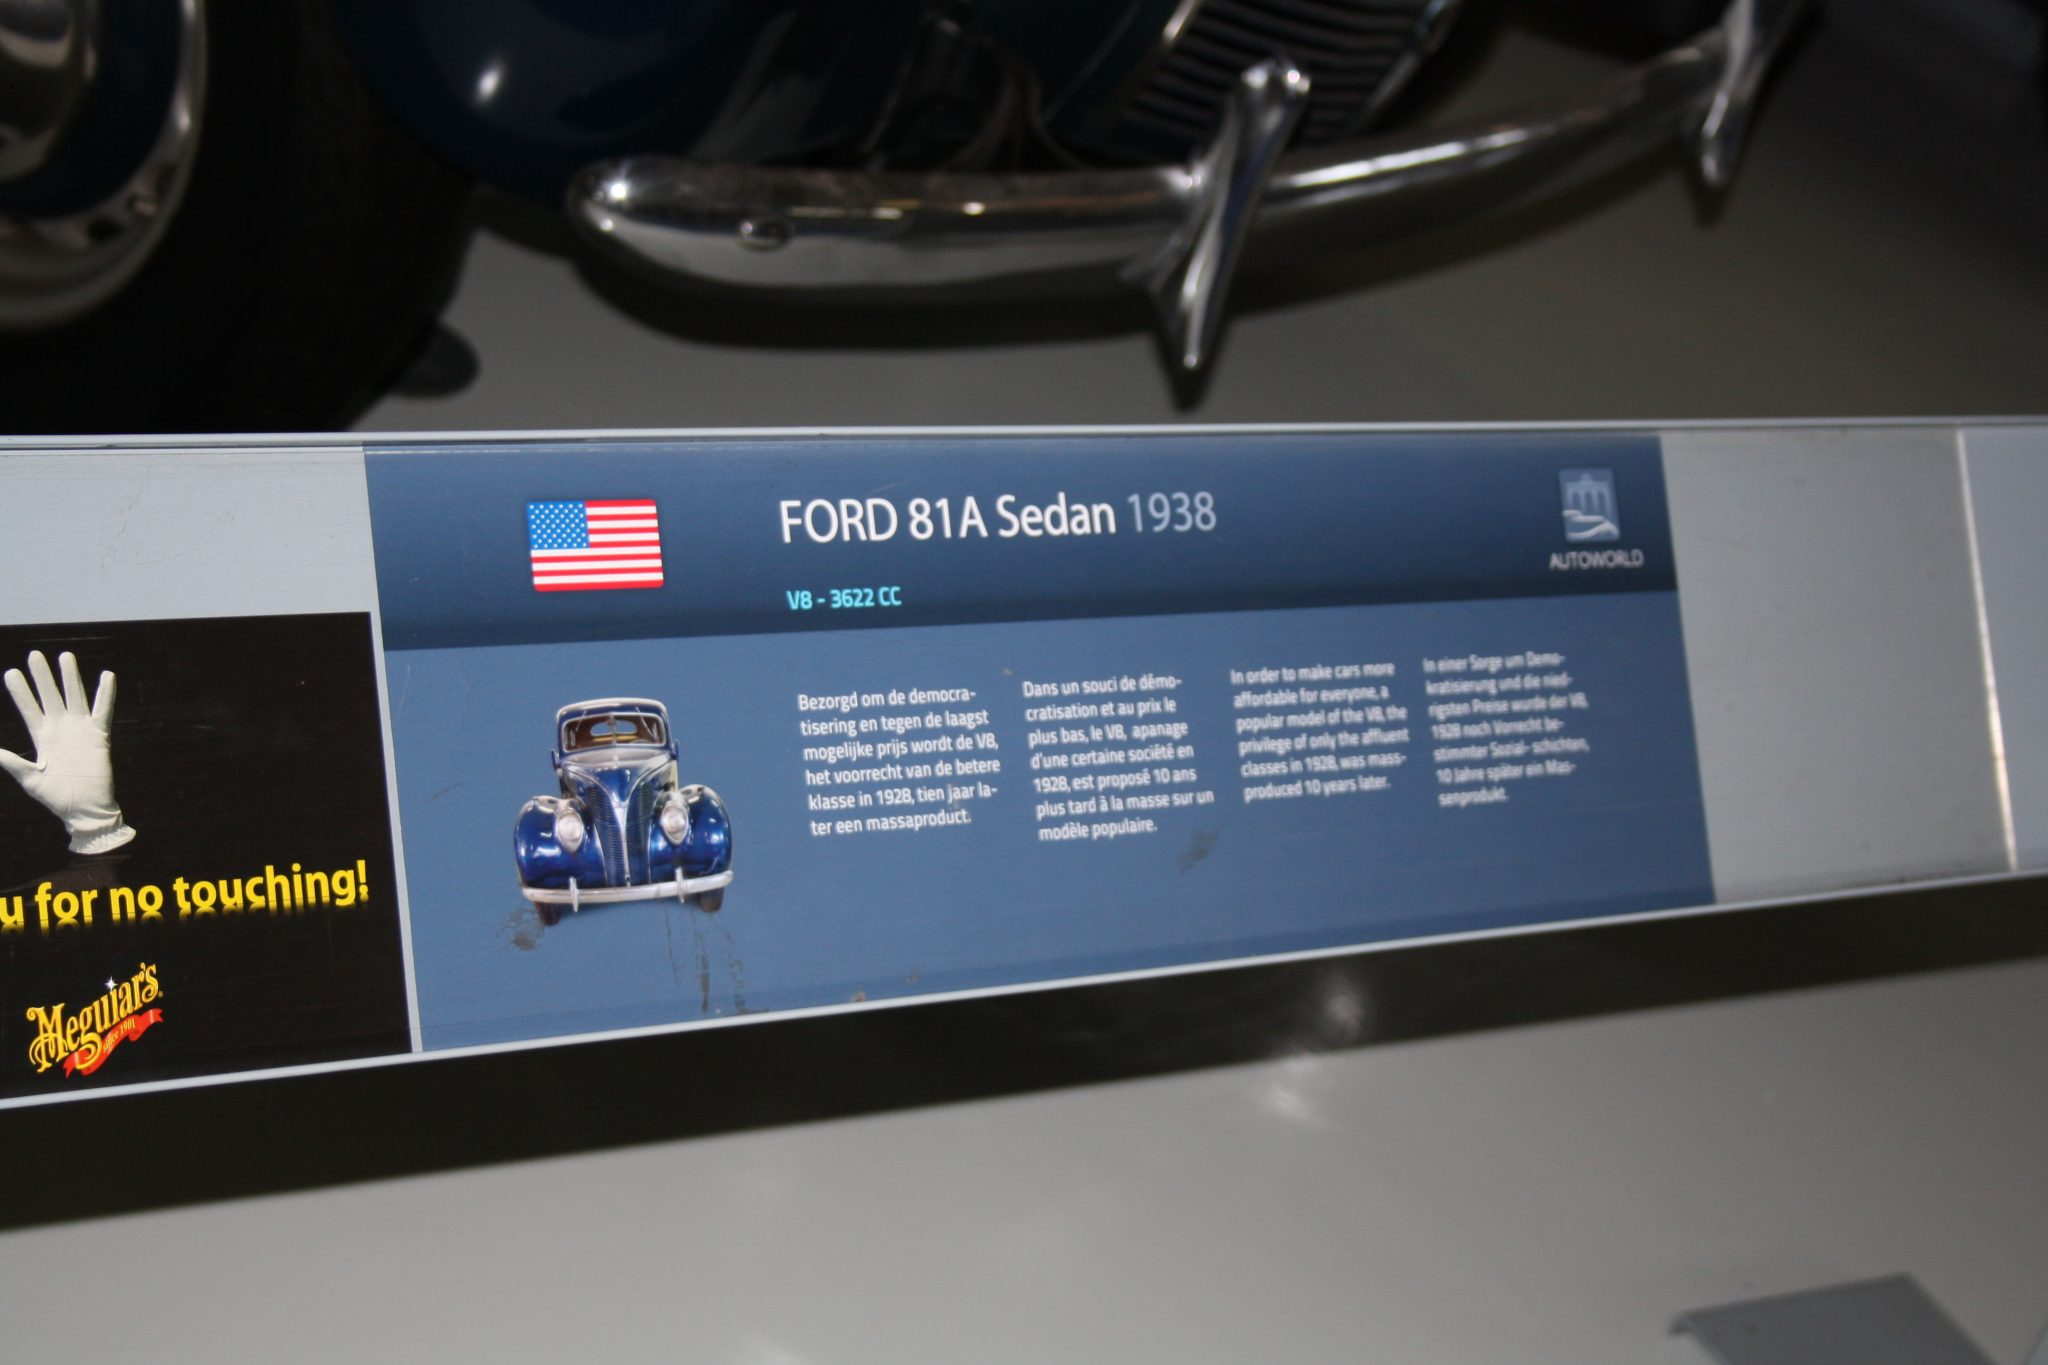 FORD 81A Sedan 1938
V8 - 3622 CC
AUTOWORLD
Bezorgd om de democra-
tisering en tegen de laagst
mogelijke prijs wordt de V8,
het voorrecht van de betere
klasse in 1928, tien jaar la-
ter een massaproduct.
Dans un souci de démo-
cratisation et au prix le
plus bas, le V8, apanage
d'une certaine société en
1928, est proposé 10 ans
plus tard à la masse sur un
modèle populaire.
In order to make cars more
affordable for everyone, a
popular model of the V8, the
privilege of only the affluent
classes in 1928, was mass-
produced 10 years later.
In einer Sorge um Demo-
kratisierung und die nied-
rigsten Preise wurde der V8,
1928 noch Vorrecht be-
stimmter Sozial- schichten,
10 Jahre später ein Mas-
senprodukt.
u for no touching!
Meguiar's
since 1901